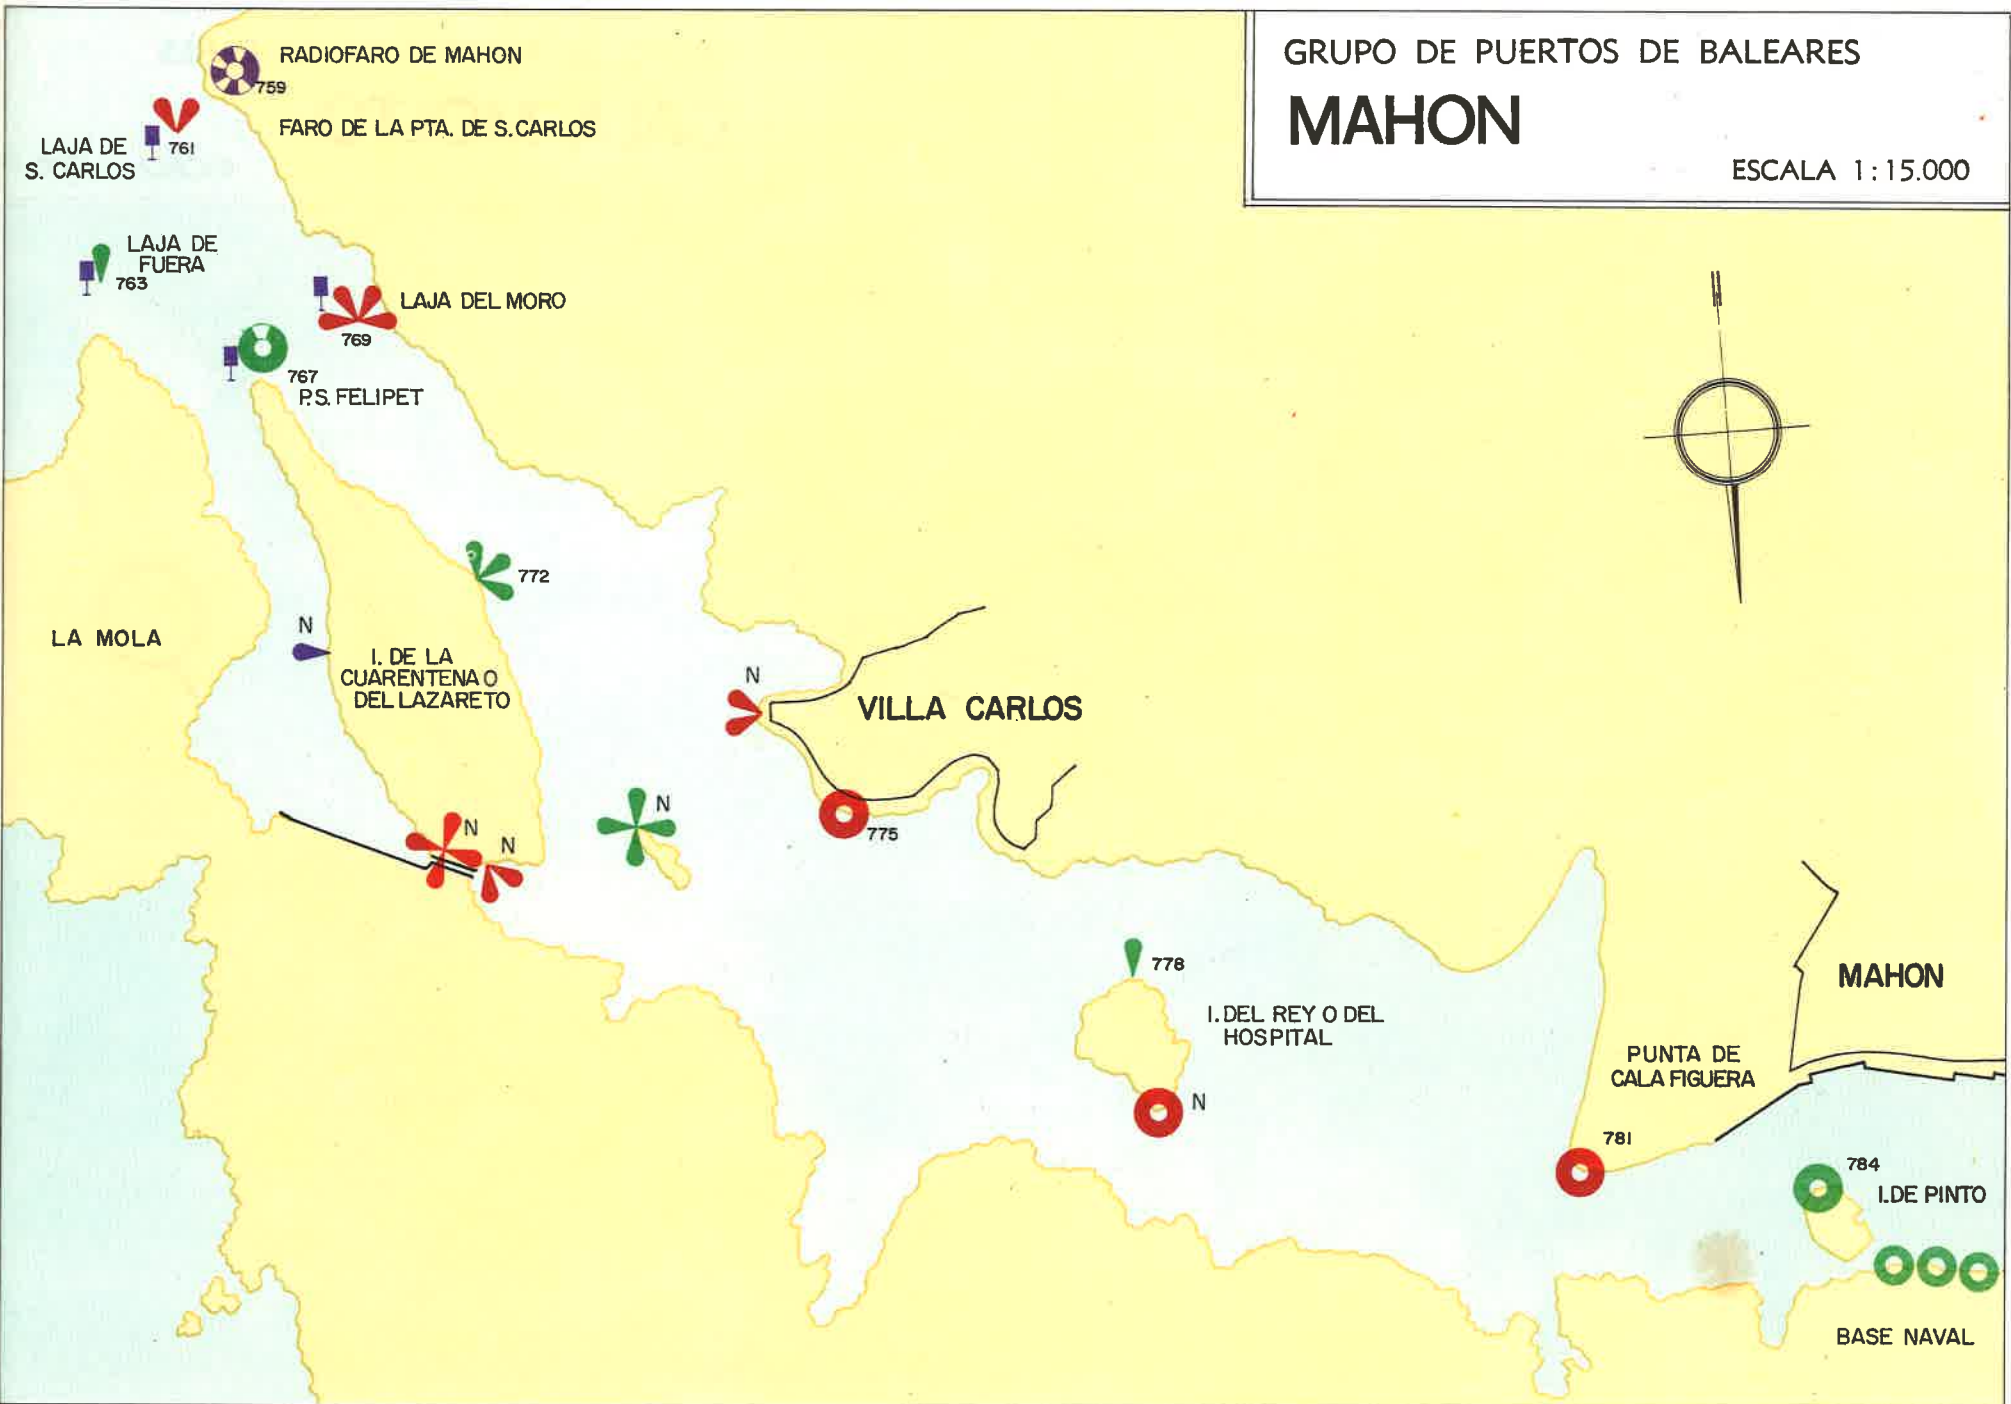 GRUPO DE PUERTOS DE BALEARES
MAHON
ESCALA 1:15.000
RADIOFARO DE MAHON
759
FARO DE LA PTA. DE S. CARLOS
761
LAJA DE
S. CARLOS
LAJA DE
FUERA
763
LAJA DEL MORO
769
767
P.S. FELIPET
772
LA MOLA
N
I. DE LA
CUARENTENA O
DEL LAZARETO
N
VILLA CARLOS
N
N
N
775
778
I. DEL REY O DEL
HOSPITAL
N
MAHON
PUNTA DE
CALA FIGUERA
781
784
I. DE PINTO
BASE NAVAL